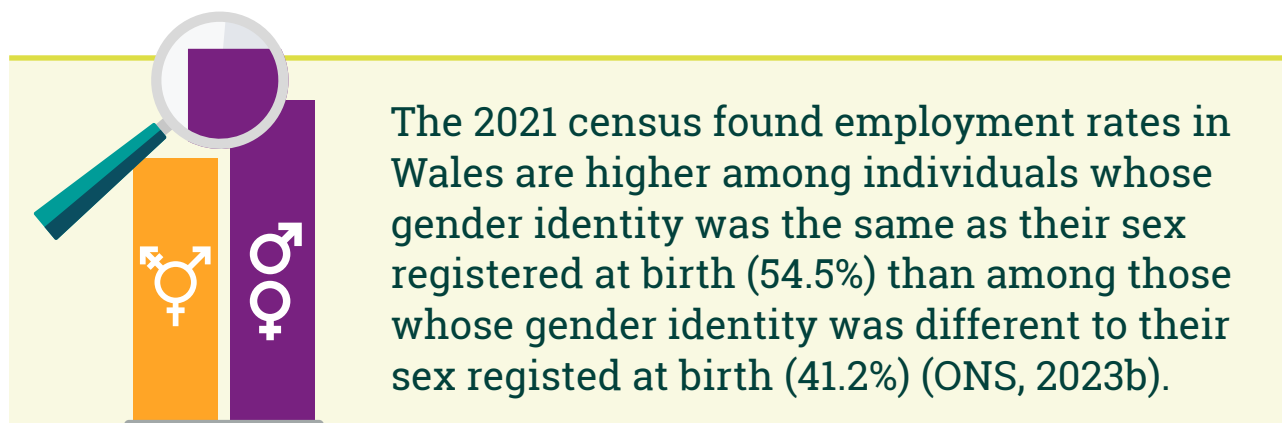 The 2021 census found employment rates in
Wales are higher among individuals whose
gender identity was the same as their sex
registered at birth (54.5%) than among those
whose gender identity was different to their
sex registed at birth (41.2%) (ONS, 2023b).